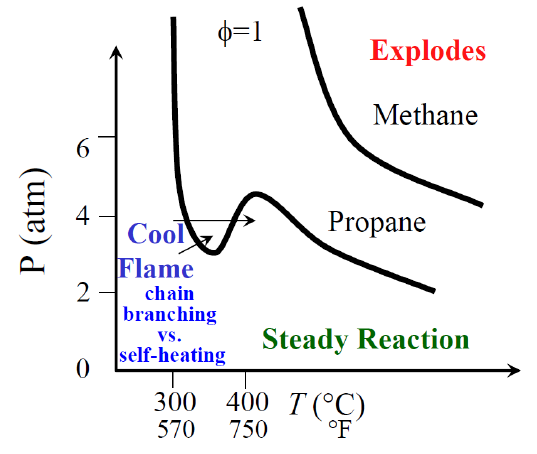 ϕ=1
Explodes
Methane
6
P (atm)
4
Propane
Cool
Flame
2
chain
branching
vs.
self-heating
Steady Reaction
0
300 400 T (°C)
570 750 °F